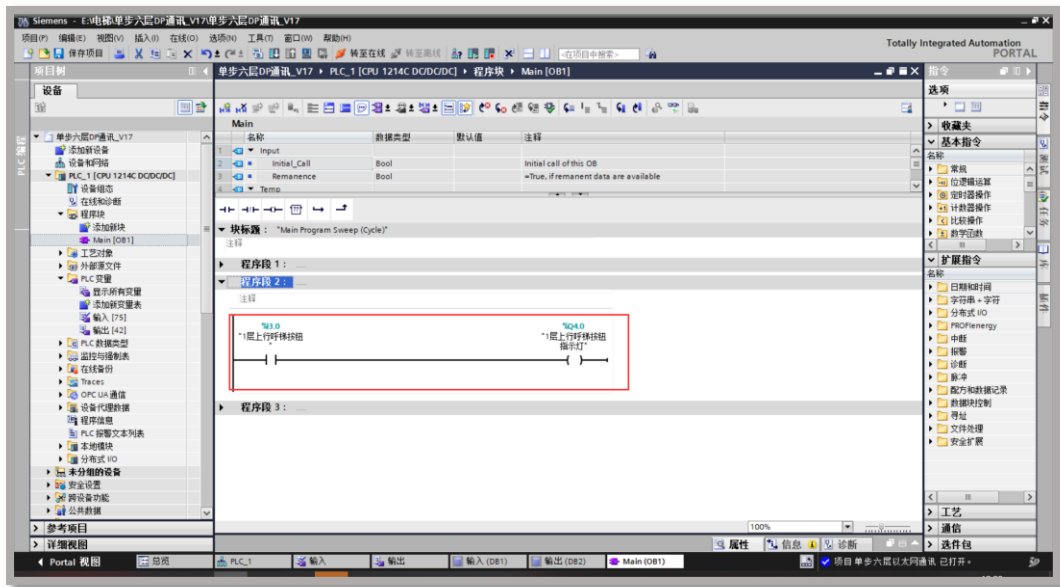 Siemens - E:\电梯\单步六层DP通讯_V17\单步六层DP通讯_V17
项目(P) 编辑(E) 视图(V) 插入(I) 在线(O) 选项(N) 工具(T) 窗口(W) 帮助(H)
Totally Integrated Automation
PORTAL
保存项目 转至在线 转至离线 <在项目中搜索>
项目树
单步六层DP通讯_V17 ▸ PLC_1 [CPU 1214C DC/DC/DC] ▸ 程序块 ▸ Main [OB1]
指令
设备
选项
Main
名称 数据类型 默认值 注释
1 Input
2 Initial_Call Bool Initial call of this OB
3 Remanence Bool =True, if remanent data are available
4 Temp
块标题： "Main Program Sweep (Cycle)"
注释
程序段 1： .....
程序段 2： .....
注释
%I3.0
"1层上行呼梯按钮
"
%Q4.0
"1层上行呼梯按钮
指示灯"
程序段 3： .....
100%
单步六层DP通讯_V17
添加新设备
设备和网络
PLC_1 [CPU 1214C DC/DC/DC]
设备组态
在线和诊断
程序块
添加新块
Main [OB1]
工艺对象
外部源文件
PLC 变量
显示所有变量
添加新变量表
输入 [75]
输出 [42]
PLC 数据类型
监控与强制表
在线备份
Traces
OPC UA 通信
设备代理数据
程序信息
PLC 报警文本列表
本地模块
分布式 I/O
未分组的设备
安全设置
跨设备功能
公共数据
参考项目
详细视图
收藏夹
基本指令
名称
常规
位逻辑运算
定时器操作
计数器操作
比较操作
数学函数
扩展指令
名称
日期和时间
字符串 + 字符
分布式 I/O
PROFIenergy
中断
报警
诊断
脉冲
配方和数据记录
数据块控制
寻址
文件处理
安全扩展
工艺
通信
选件包
属性 信息 诊断
Portal 视图 总览 PLC_1 输入 输出 输入 (DB1) 输出 (DB2) Main (OB1) 项目 单步六层以太网通讯 已打开。